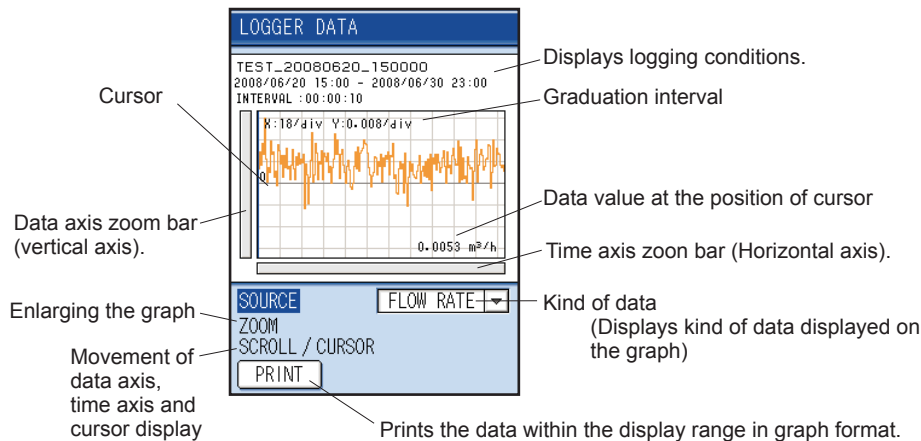 LOGGER DATA
TEST_20080620_150000
2008/06/20 15:00 - 2008/06/30 23:00
INTERVAL :00:00:10
X:18/div Y:0.008/div
0
0.0053 m³/h
SOURCE
FLOW RATE
ZOOM
SCROLL / CURSOR
PRINT
Cursor
Data axis zoom bar
(vertical axis).
Enlarging the graph
Movement of
data axis,
time axis and
cursor display
Displays logging conditions.
Graduation interval
Data value at the position of cursor
Time axis zoon bar (Horizontal axis).
Kind of data
(Displays kind of data displayed on
the graph)
Prints the data within the display range in graph format.